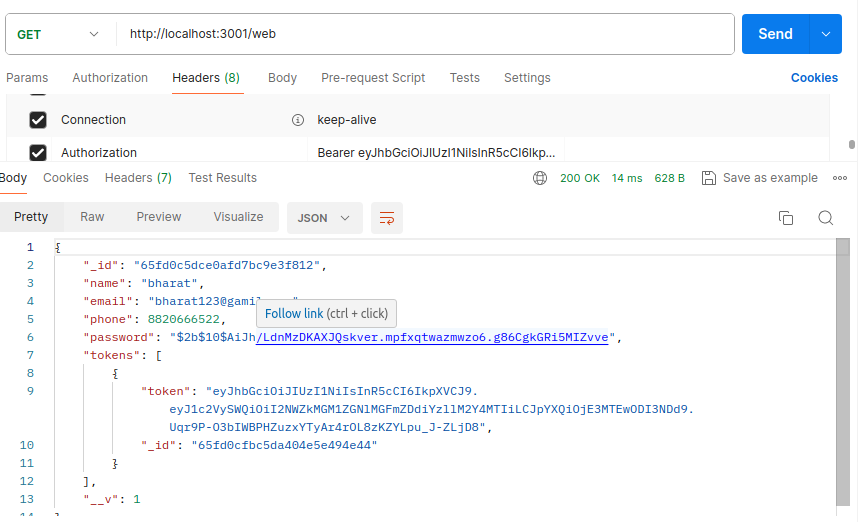 GET http://localhost:3001/web Send
Params Authorization Headers (8) Body Pre-request Script Tests Settings Cookies
Connection keep-alive
Authorization Bearer eyJhbGciOiJIUzI1NiIsInR5cCI6Ikp...
Body Cookies Headers (7) Test Results 200 OK 14 ms 628 B Save as example
Pretty Raw Preview Visualize JSON
1 {
2 "_id": "65fd0c5dce0afd7bc9e3f812",
3 "name": "bharat",
4 "email": "bharat123@gamil
Follow link (ctrl + click)
5 "phone": 8820666522,
6 "password": "$2b$10$AiJh/LdnMzDKAXJQskver.mpfxqtwazmwzo6.g86CgkGRi5MIZvve",
7 "tokens": [
8 {
9 "token": "eyJhbGciOiJIUzI1NiIsInR5cCI6IkpXVCJ9.
eyJ1c2VySWQiOiI2NWZkMGM1ZGNlMGFmZDdiYzllM2Y4MTIiLCJpYXQiOjE3MTEwODI3NDd9.
Uqr9P-O3bIWBPHZuzxYTyAr4rOL8zKZYLpu_J-ZLjD8",
10 "_id": "65fd0cfbc5da404e5e494e44"
11 }
12 ],
13 "__v": 1